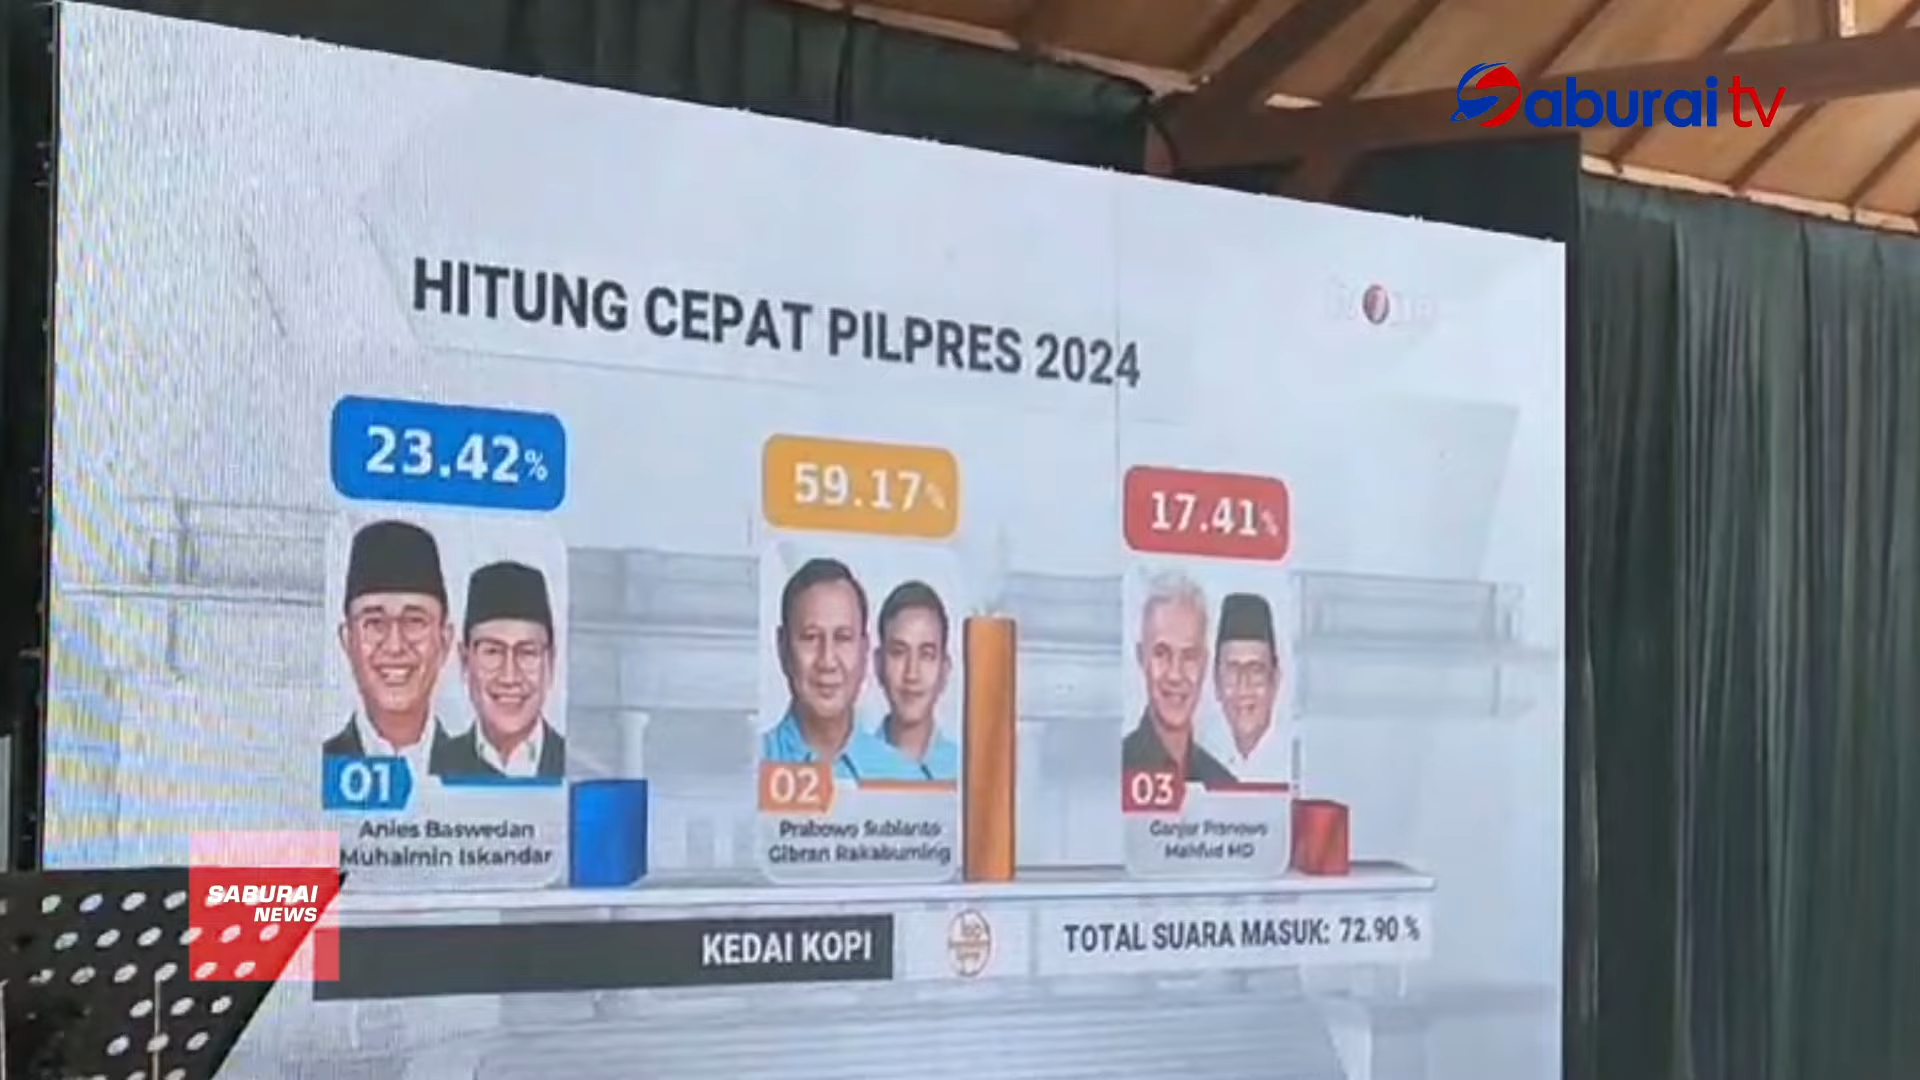 Saburai tv
HITUNG CEPAT PILPRES 2024
23.42%
59.17%
17.41%
01
Anies Baswedan
Muhaimin Iskandar
02
Prabowo Subianto
Gibran Rakabuming
03
Ganjar Pranowo
Mahfud MD
KEDAI KOPI
TOTAL SUARA MASUK: 72.90 %
SABURAI
NEWS